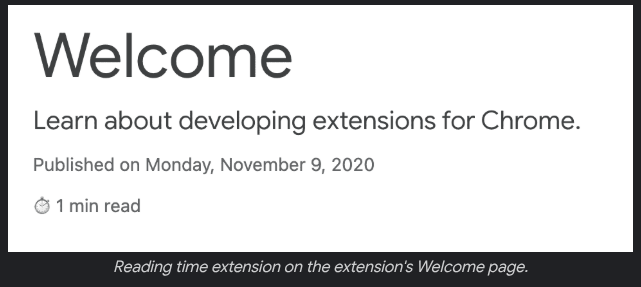 Welcome
Learn about developing extensions for Chrome.
Published on Monday, November 9, 2020
⏱ 1 min read
Reading time extension on the extension's Welcome page.